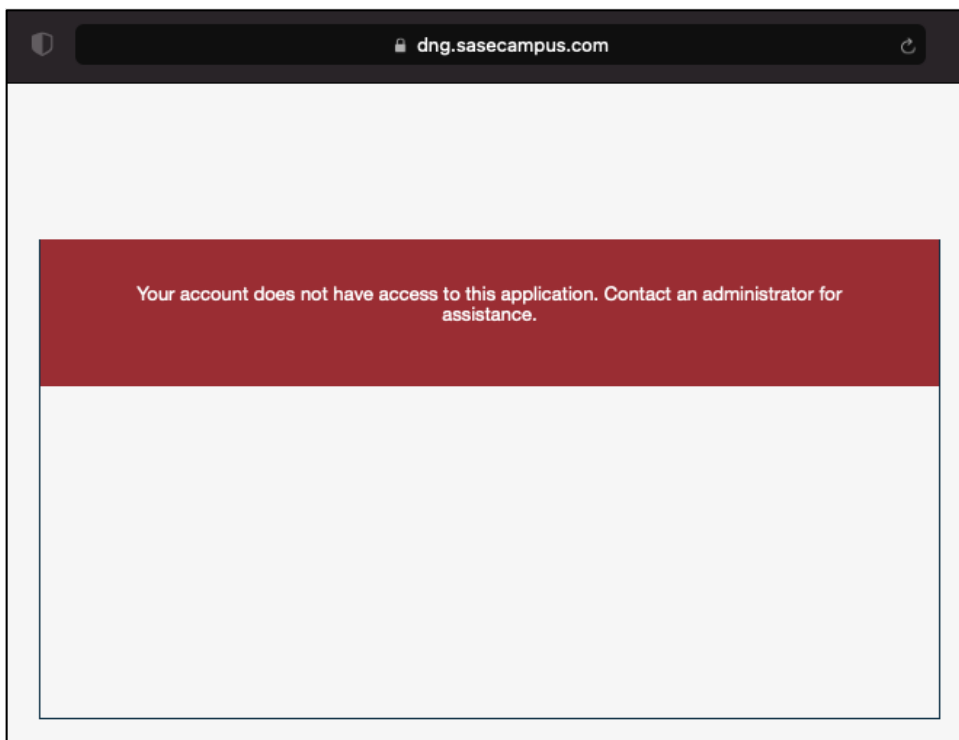 dng.sasecampus.com
Your account does not have access to this application. Contact an administrator for
assistance.